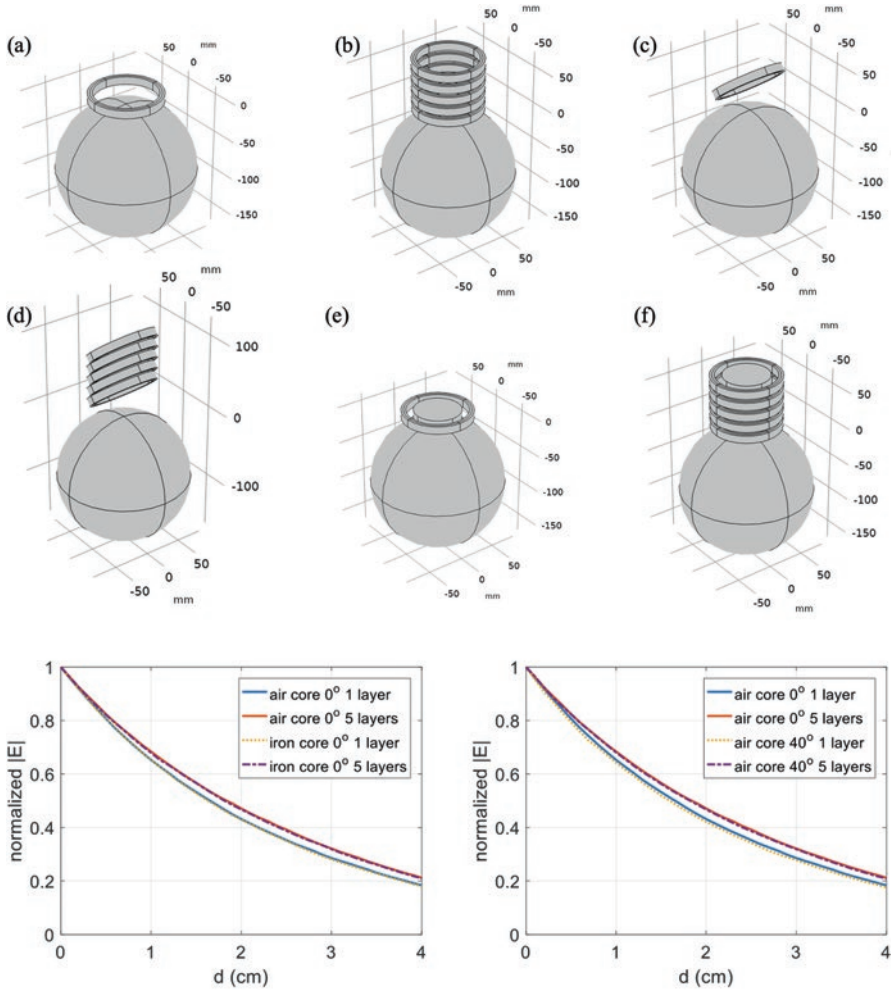 (a)
50
0
-50
mm
0
-50
-100
-150
(b)
50
0
-50
mm
50
0
-50
-100
-150
50
0
-50
mm
(c)
50
0
-50
mm
50
0
-50
-100
-150
50
0
-50
mm
(d)
50
0
-50
mm
100
0
-100
50
0
-50
mm
(e)
50
0
-50
mm
0
-50
-100
-150
50
0
-50
mm
(f)
50
0
-50
mm
50
0
-50
-100
-150
50
0
-50
mm
normalized |E|
1
0.8
0.6
0.4
0.2
0
0 1 2 3 4
d (cm)
air core 0° 1 layer
air core 0° 5 layers
iron core 0° 1 layer
iron core 0° 5 layers
normalized |E|
1
0.8
0.6
0.4
0.2
0
0 1 2 3 4
d (cm)
air core 0° 1 layer
air core 0° 5 layers
air core 40° 1 layer
air core 40° 5 layers